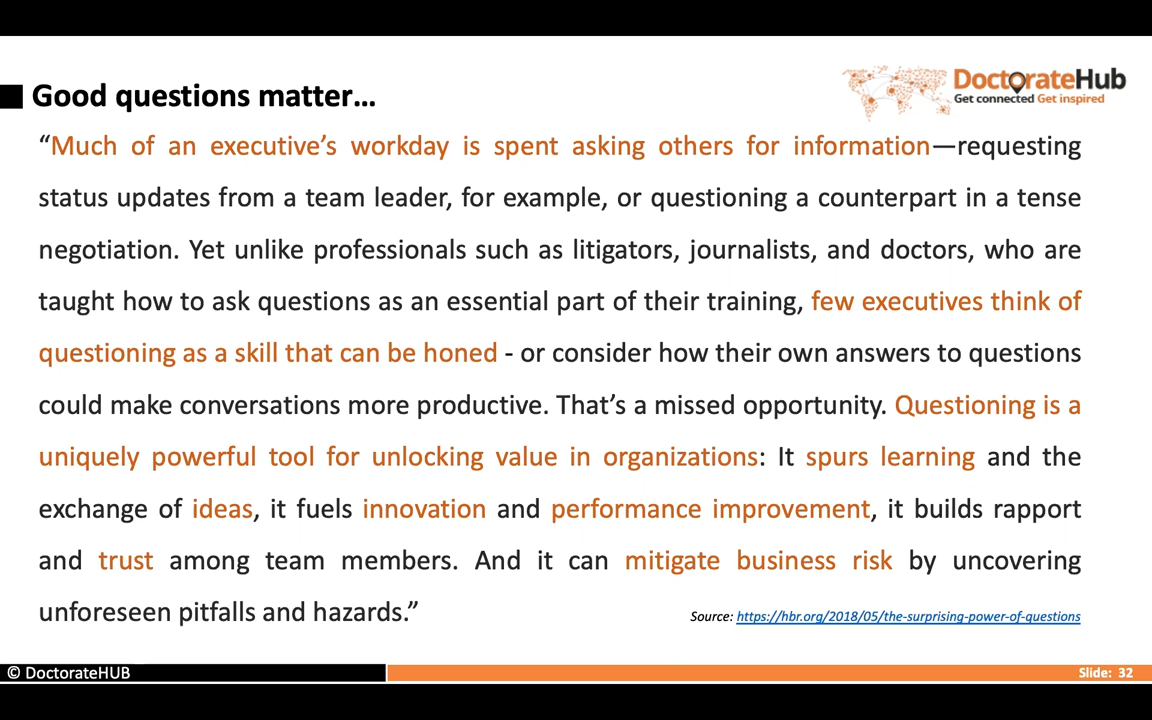 Good questions matter…
DoctorateHub
Get connected Get inspired
“Much of an executive’s workday is spent asking others for information—requesting
status updates from a team leader, for example, or questioning a counterpart in a tense
negotiation. Yet unlike professionals such as litigators, journalists, and doctors, who are
taught how to ask questions as an essential part of their training, few executives think of
questioning as a skill that can be honed - or consider how their own answers to questions
could make conversations more productive. That’s a missed opportunity. Questioning is a
uniquely powerful tool for unlocking value in organizations: It spurs learning and the
exchange of ideas, it fuels innovation and performance improvement, it builds rapport
and trust among team members. And it can mitigate business risk by uncovering
unforeseen pitfalls and hazards.”
Source: https://hbr.org/2018/05/the-surprising-power-of-questions
© DoctorateHUB
Slide: 32